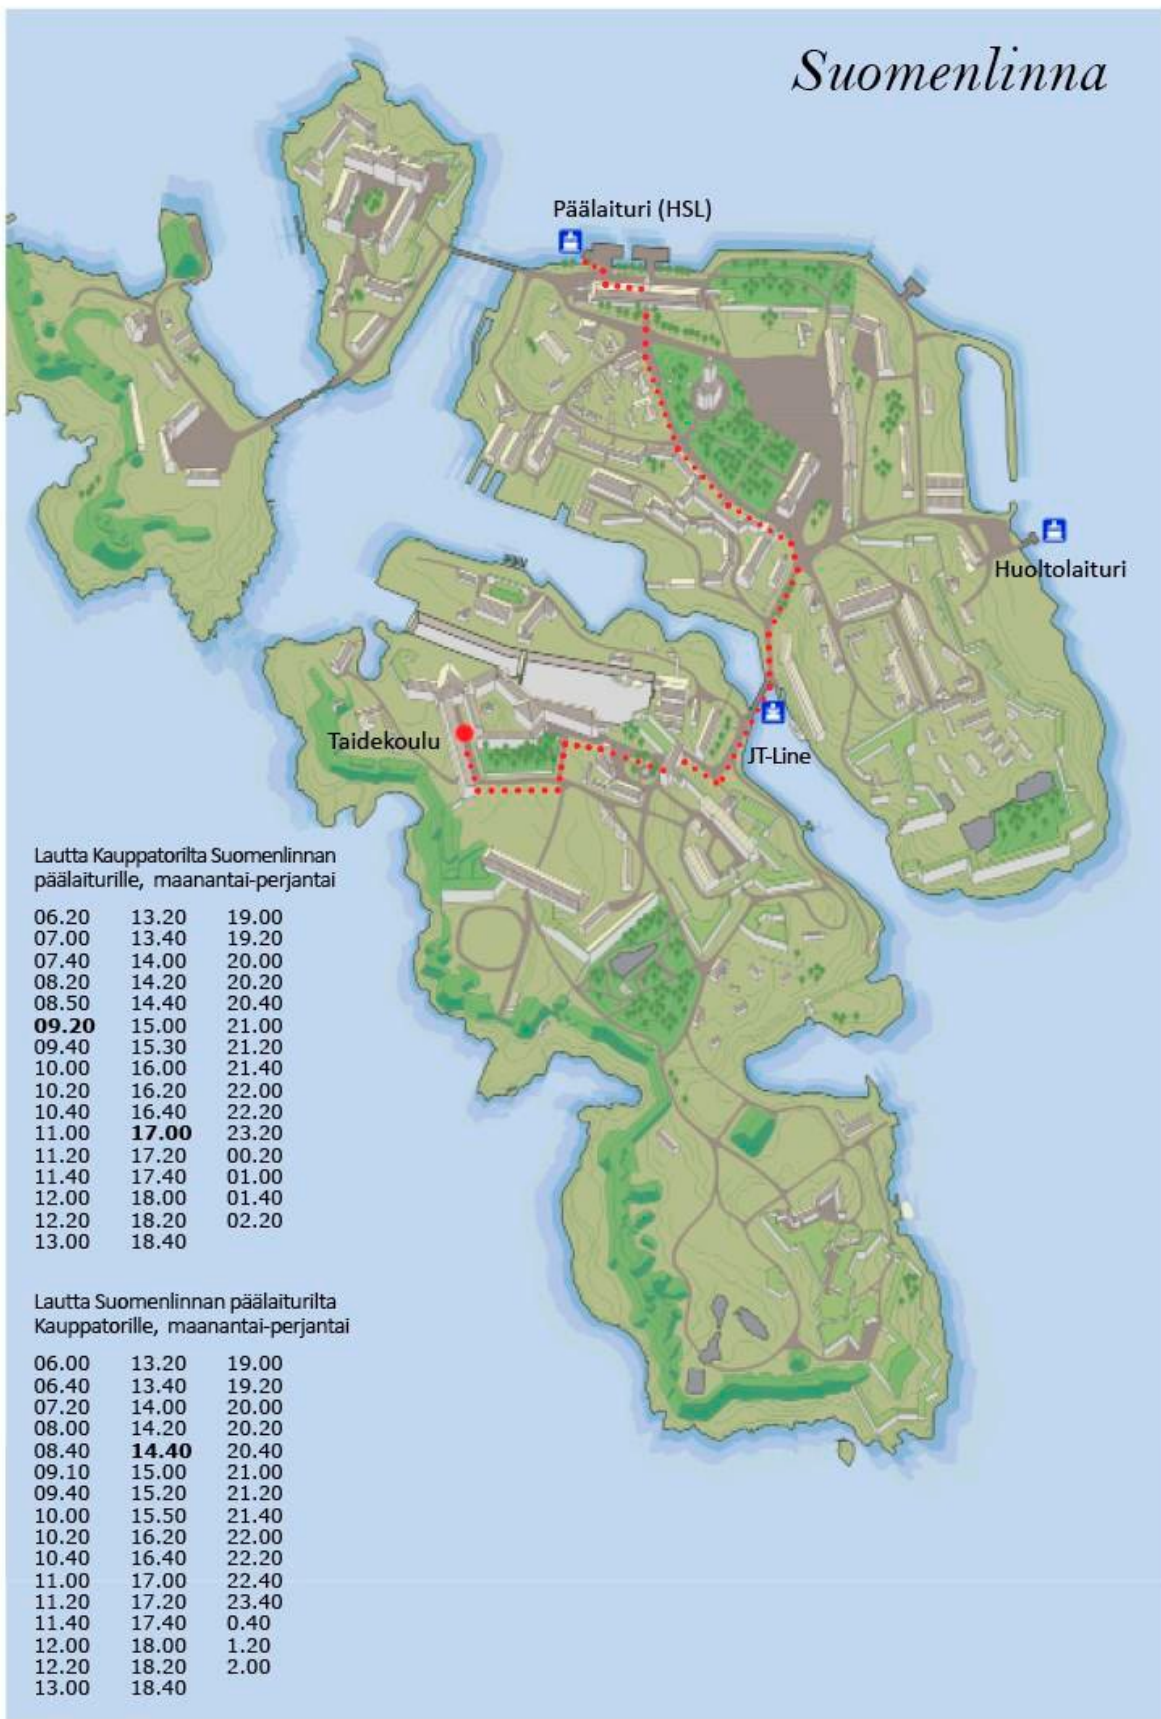 Suomenlinna
Päälaituri (HSL)
Huoltolaituri
Taidekoulu
JT-Line
Lautta Kauppatorilta Suomenlinnan
päälaiturille, maanantai-perjantai
06.20 13.20 19.00
07.00 13.40 19.20
07.40 14.00 20.00
08.20 14.20 20.20
08.50 14.40 20.40
09.20 15.00 21.00
09.40 15.30 21.20
10.00 16.00 21.40
10.20 16.20 22.00
10.40 16.40 22.20
11.00 17.00 23.20
11.20 17.20 00.20
11.40 17.40 01.00
12.00 18.00 01.40
12.20 18.20 02.20
13.00 18.40
Lautta Suomenlinnan päälaiturilta
Kauppatorille, maanantai-perjantai
06.00 13.20 19.00
06.40 13.40 19.20
07.20 14.00 20.00
08.00 14.20 20.20
08.40 14.40 20.40
09.10 15.00 21.00
09.40 15.20 21.20
10.00 15.50 21.40
10.20 16.20 22.00
10.40 16.40 22.20
11.00 17.00 22.40
11.20 17.20 23.40
11.40 17.40 0.40
12.00 18.00 1.20
12.20 18.20 2.00
13.00 18.40